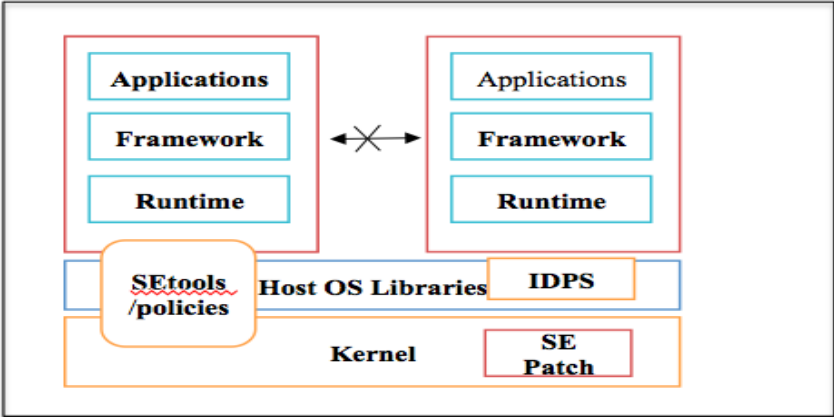 Applications
Applications
Framework
Framework
Runtime
Runtime
SEtools
/policies
Host OS Libraries
IDPS
Kernel
SE
Patch